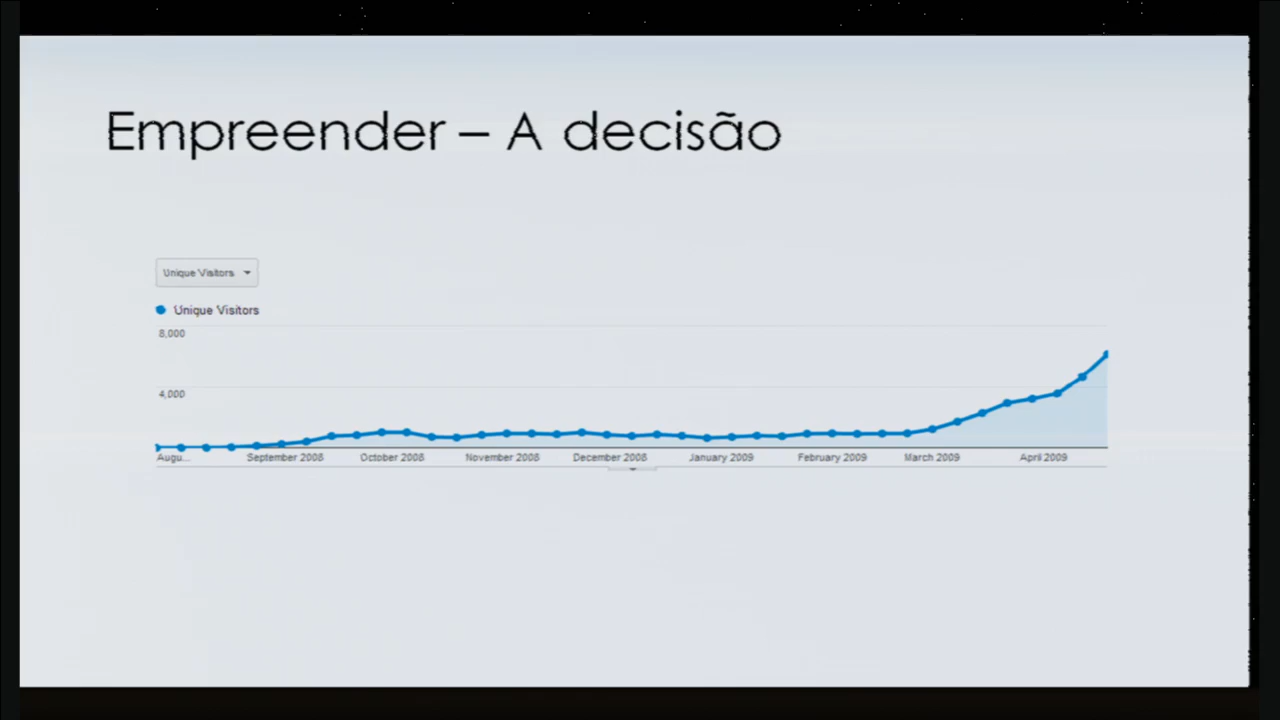 Empreender – A decisão
Unique Visitors
Unique Visitors
8,000
4,000
Augu...
September 2008
October 2008
November 2008
December 2008
January 2009
February 2009
March 2009
April 2009